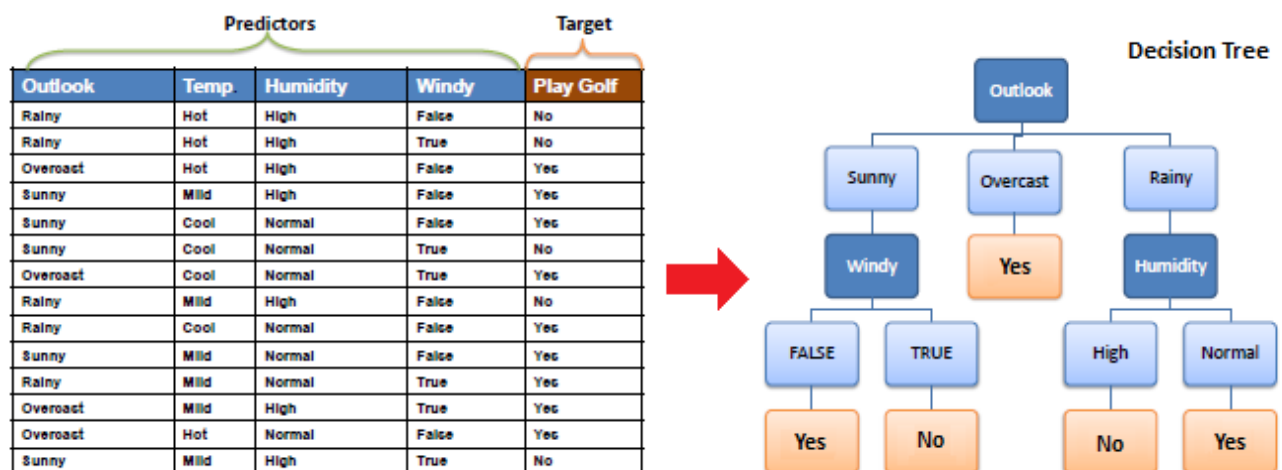 Predictors Target
Outlook Temp. Humidity Windy Play Golf
Rainy Hot High False No
Rainy Hot High True No
Overcast Hot High False Yes
Sunny Mild High False Yes
Sunny Cool Normal False Yes
Sunny Cool Normal True No
Overcast Cool Normal True Yes
Rainy Mild High False No
Rainy Cool Normal False Yes
Sunny Mild Normal False Yes
Rainy Mild Normal True Yes
Overcast Mild High True Yes
Overcast Hot Normal False Yes
Sunny Mild High True No
Decision Tree
Outlook
Sunny Overcast Rainy
Windy Yes Humidity
FALSE TRUE High Normal
Yes No No Yes